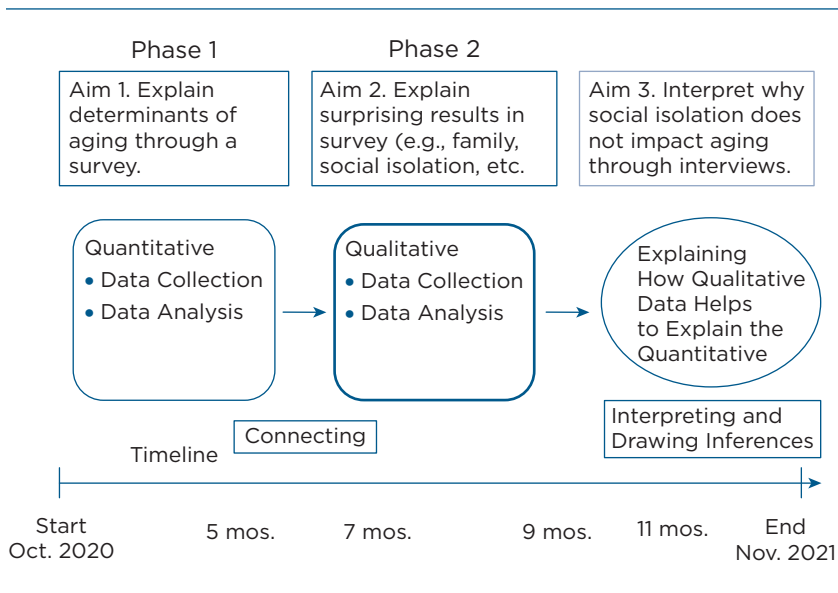 Phase 1
Phase 2
Aim 1. Explain
determinants of
aging through a
survey.
Aim 2. Explain
surprising results in
survey (e.g., family,
social isolation, etc.
Aim 3. Interpret why
social isolation does
not impact aging
through interviews.
Quantitative
• Data Collection
• Data Analysis
Qualitative
• Data Collection
• Data Analysis
Explaining
How Qualitative
Data Helps
to Explain the
Quantitative
Connecting
Interpreting and
Drawing Inferences
Timeline
Start
Oct. 2020
5 mos.
7 mos.
9 mos.
11 mos.
End
Nov. 2021